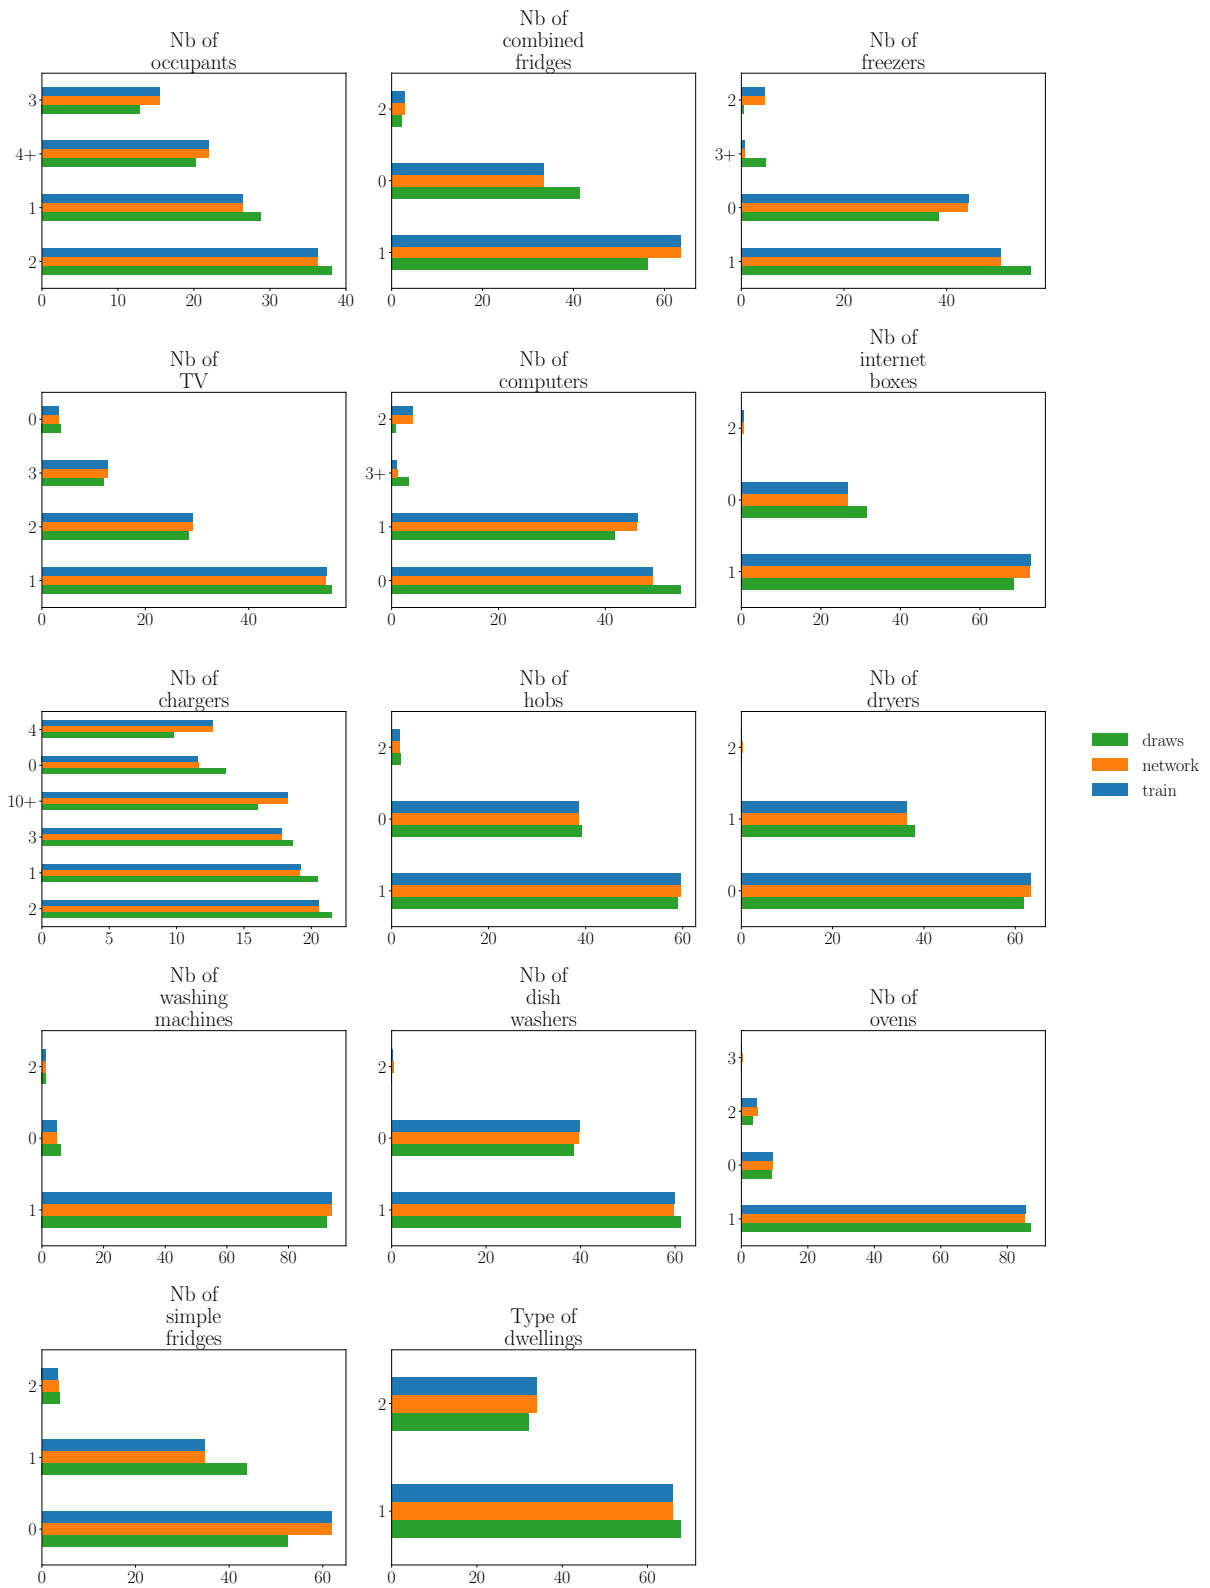 Nb of
occupants
3
4+
1
2
0 10 20 30 40
Nb of
combined
fridges
2
0
1
0 20 40 60
Nb of
freezers
2
3+
0
1
0 20 40
Nb of
TV
0
3
2
1
0 20 40
Nb of
computers
2
3+
1
0
0 20 40
Nb of
internet
boxes
2
0
1
0 20 40 60
Nb of
chargers
4
0
10+
3
1
2
0 5 10 15 20
Nb of
hobs
2
0
1
0 20 40 60
Nb of
dryers
2
1
0
0 20 40 60
draws
network
train
Nb of
washing
machines
2
0
1
0 20 40 60 80
Nb of
dish
washers
2
0
1
0 20 40 60
Nb of
ovens
3
2
0
1
0 20 40 60 80
Nb of
simple
fridges
2
1
0
0 20 40 60
Type of
dwellings
2
1
0 20 40 60